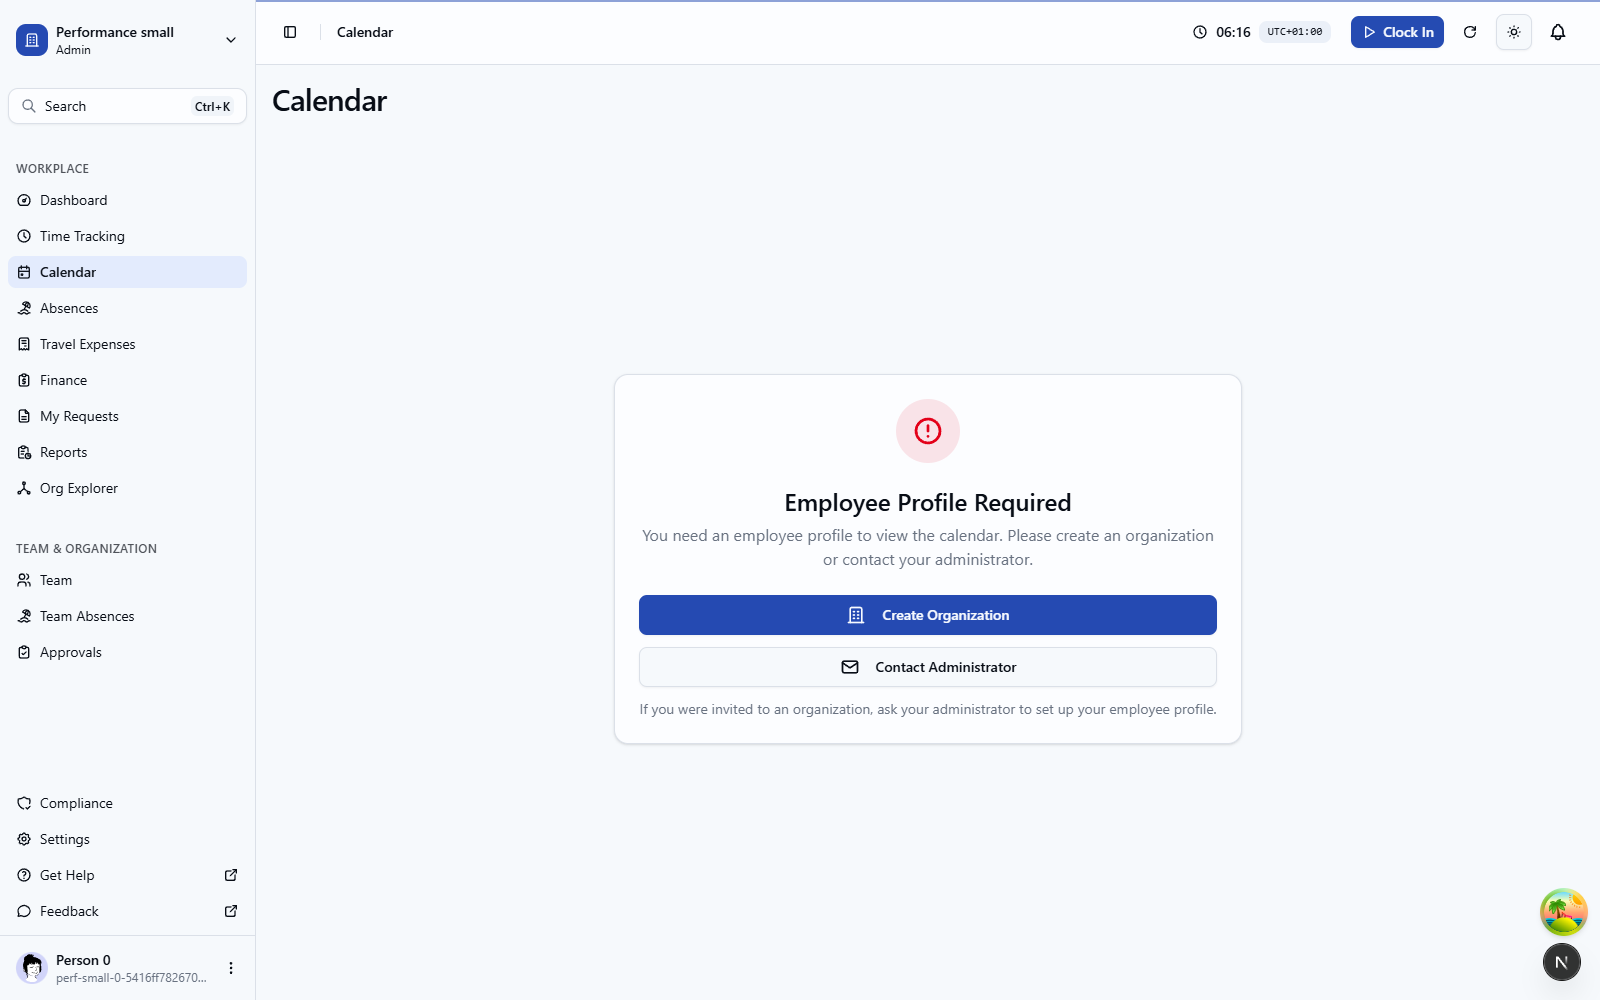 Performance small
Admin
Search
Ctrl+K
WORKPLACE
Dashboard
Time Tracking
Calendar
Absences
Travel Expenses
Finance
My Requests
Reports
Org Explorer
TEAM & ORGANIZATION
Team
Team Absences
Approvals
Compliance
Settings
Get Help
Feedback
Person 0
perf-small-0-5416ff782670...
Calendar
06:16
UTC+01:00
Clock In
Calendar
Employee Profile Required
You need an employee profile to view the calendar. Please create an organization
or contact your administrator.
Create Organization
Contact Administrator
If you were invited to an organization, ask your administrator to set up your employee profile.
N